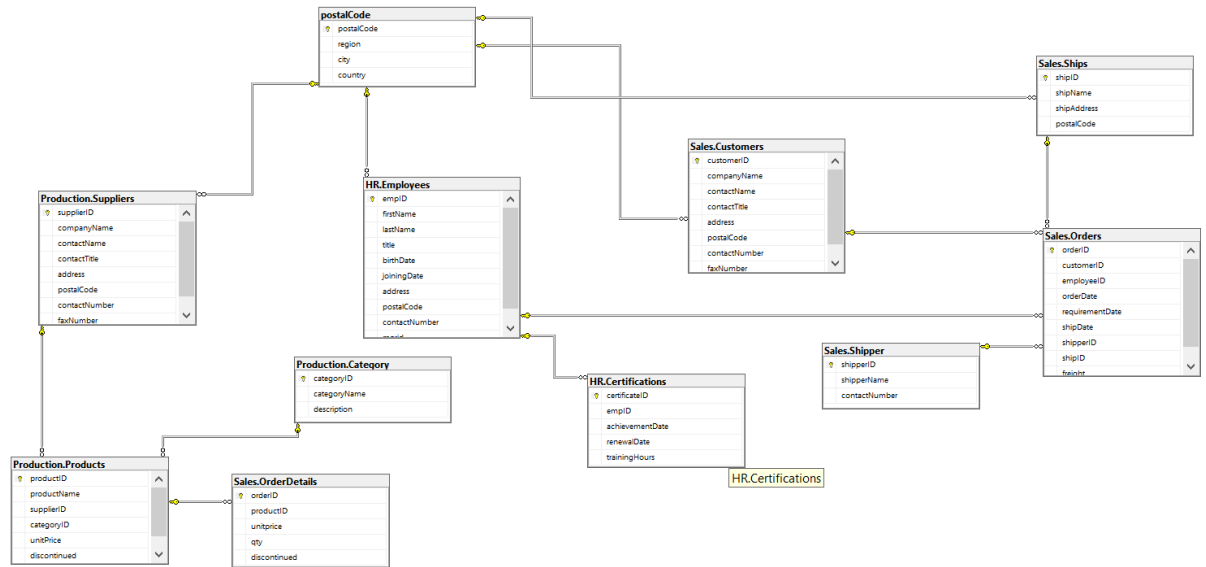 postalCode
postalCode
region
city
country
Sales.Ships
shipID
shipName
shipAddress
postalCode
Sales.Customers
customerID
companyName
contactName
contactTitle
address
postalCode
contactNumber
faxNumber
HR.Employees
empID
firstName
lastName
title
birthDate
joiningDate
address
postalCode
contactNumber
Production.Suppliers
supplierID
companyName
contactName
contactTitle
address
postalCode
contactNumber
faxNumber
Sales.Orders
orderID
customerID
employeeID
orderDate
requirementDate
shipDate
shipperID
shipID
freight
Sales.Shipper
shipperID
shipperName
contactNumber
Production.Category
categoryID
categoryName
description
HR.Certifications
certificateID
empID
achievementDate
renewalDate
trainingHours
HR.Certifications
Production.Products
productID
productName
supplierID
categoryID
unitPrice
discontinued
Sales.OrderDetails
orderID
productID
unitprice
qty
discontinued